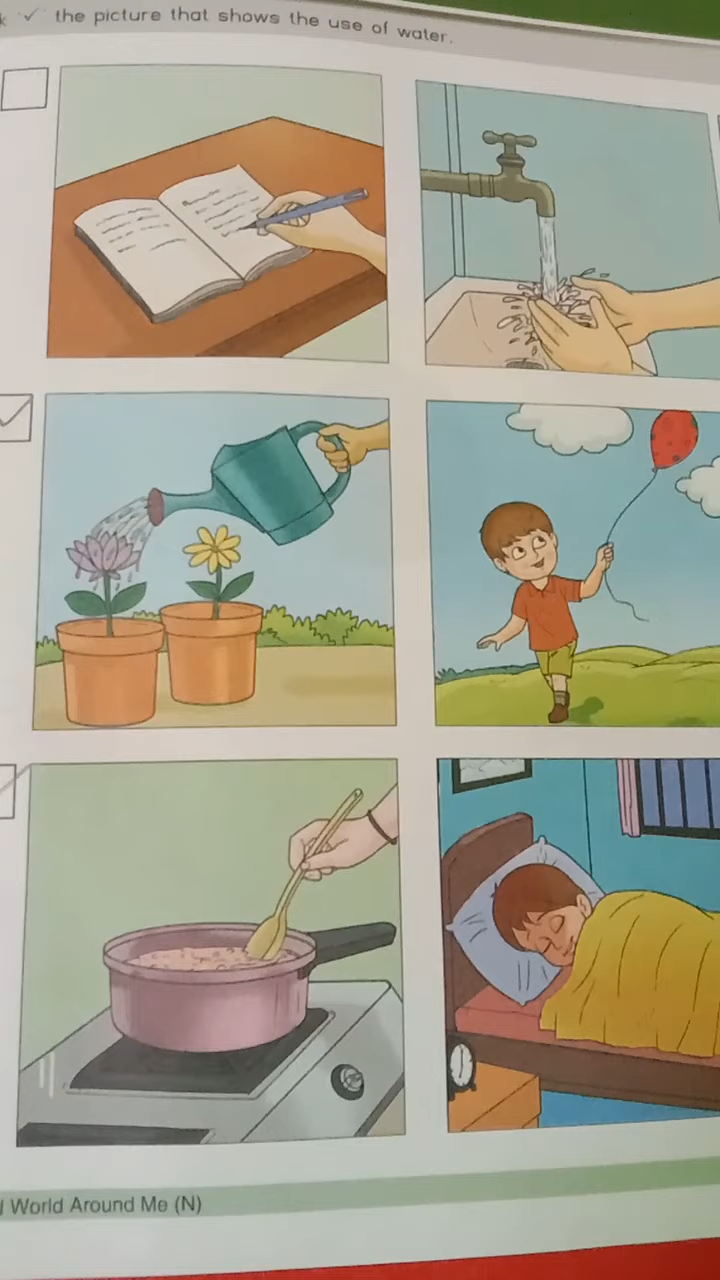 ✓ the picture that shows the use of water.
World Around Me (N)